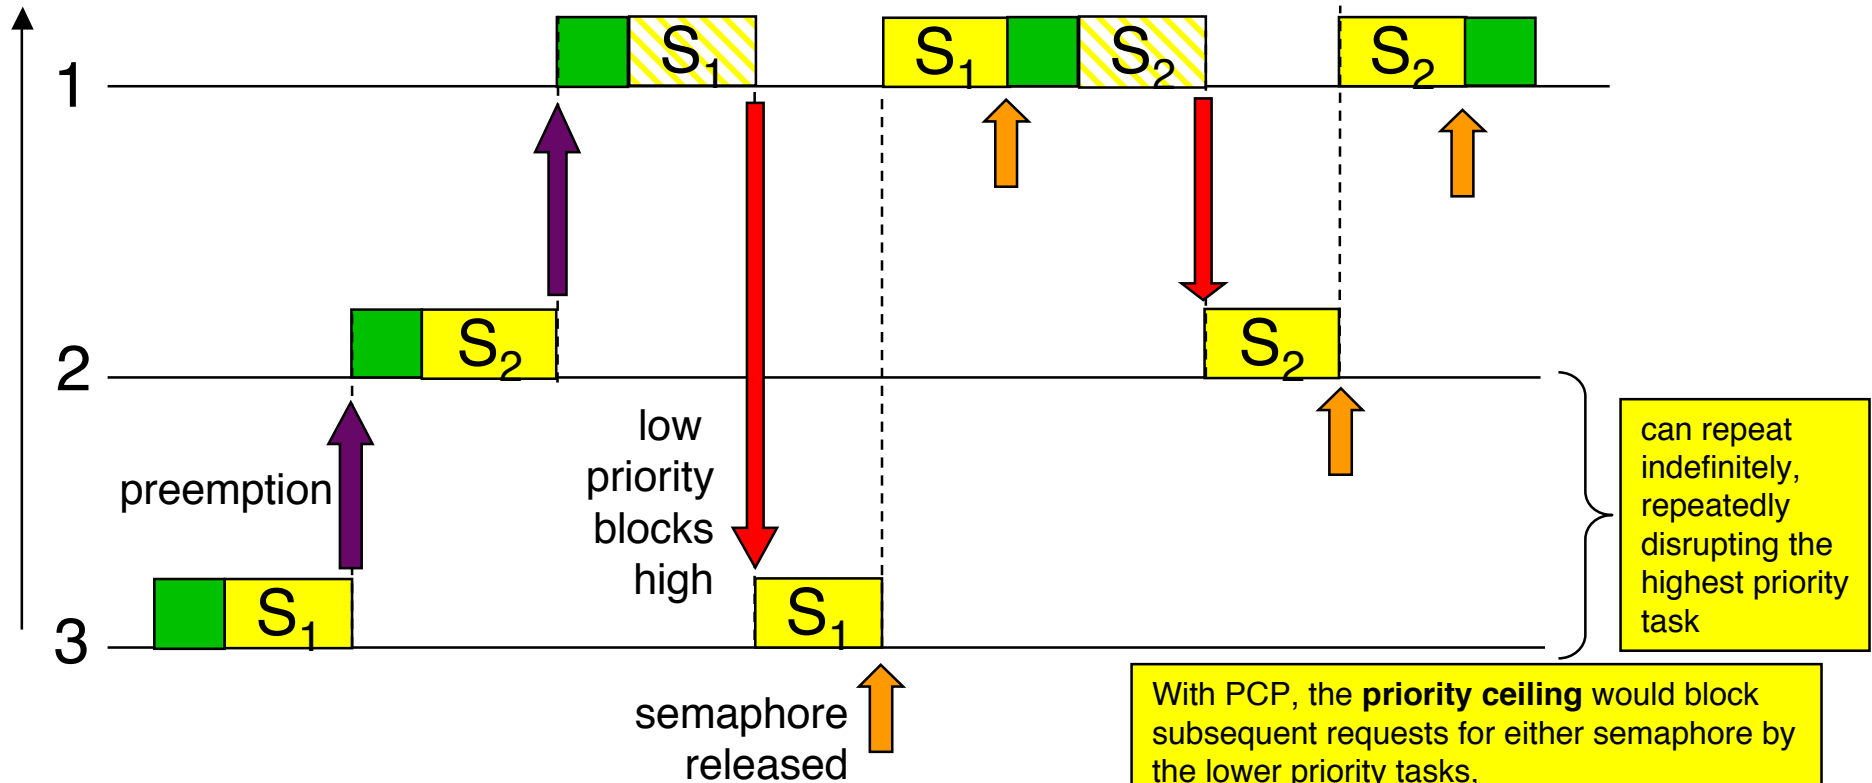 1
S1
S1
S2
S2
2
S2
S2
low
priority
blocks
high
preemption
can repeat
indefinitely,
repeatedly
disrupting the
highest priority
task
3
S1
S1
semaphore
released
With PCP, the priority ceiling would block
subsequent requests for either semaphore by
the lower priority tasks,